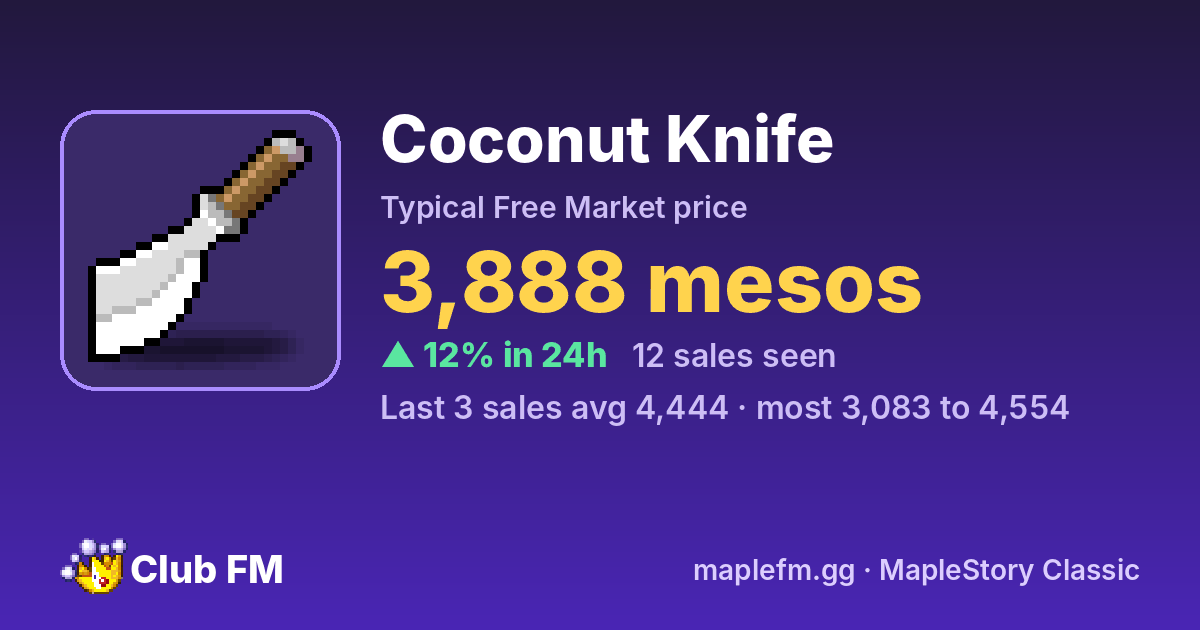 Coconut Knife
Typical Free Market price
3,888 mesos
▲ 12% in 24h 12 sales seen
Last 3 sales avg 4,444 · most 3,083 to 4,554
Club FM
maplefm.gg · MapleStory Classic